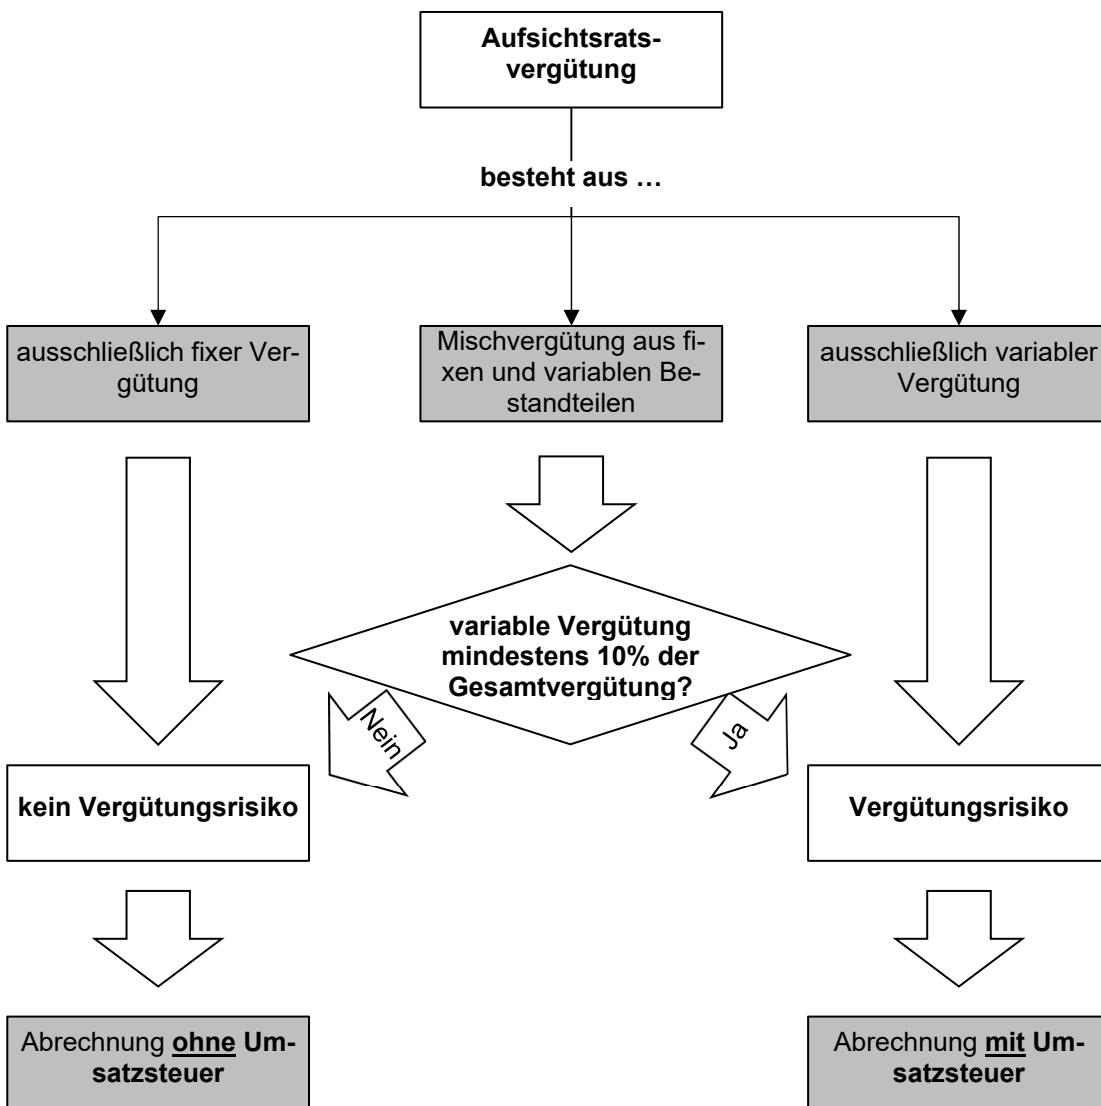 Aufsichtsrats-
vergütung
besteht aus …
ausschließlich fixer Ver-
gütung
Mischvergütung aus fi-
xen und variablen Be-
standteilen
ausschließlich variabler
Vergütung
variable Vergütung
mindestens 10% der
Gesamtvergütung?
Nein
Ja
kein Vergütungsrisiko
Vergütungsrisiko
Abrechnung ohne Um-
satzsteuer
Abrechnung mit Um-
satzsteuer